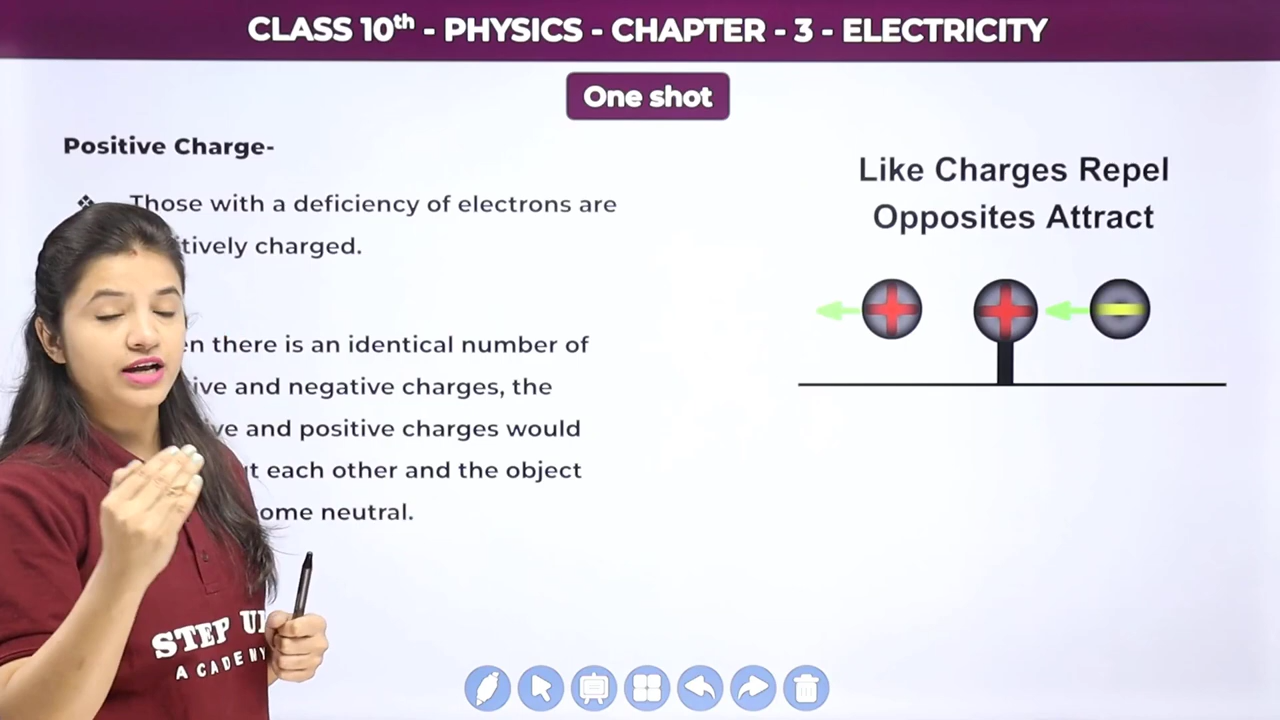 CLASS 10th - PHYSICS - CHAPTER - 3 - ELECTRICITY
One shot
Positive Charge-
Those with a deficiency of electrons are
tively charged.
en there is an identical number of
ive and negative charges, the
ve and positive charges would
t each other and the object
ome neutral.
Like Charges Repel
Opposites Attract
STEP UP
ACADEMY